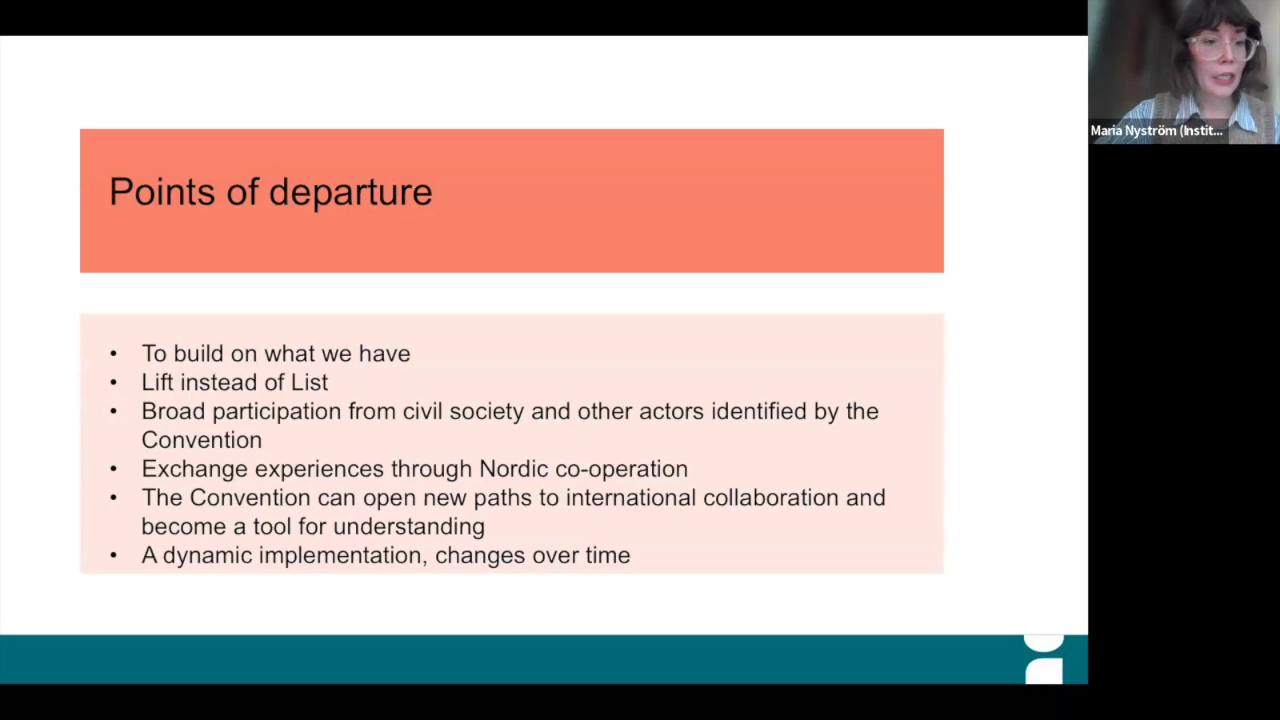 Points of departure
• To build on what we have
• Lift instead of List
• Broad participation from civil society and other actors identified by the
Convention
• Exchange experiences through Nordic co-operation
• The Convention can open new paths to international collaboration and
become a tool for understanding
• A dynamic implementation, changes over time
Maria Nyström (Instit...